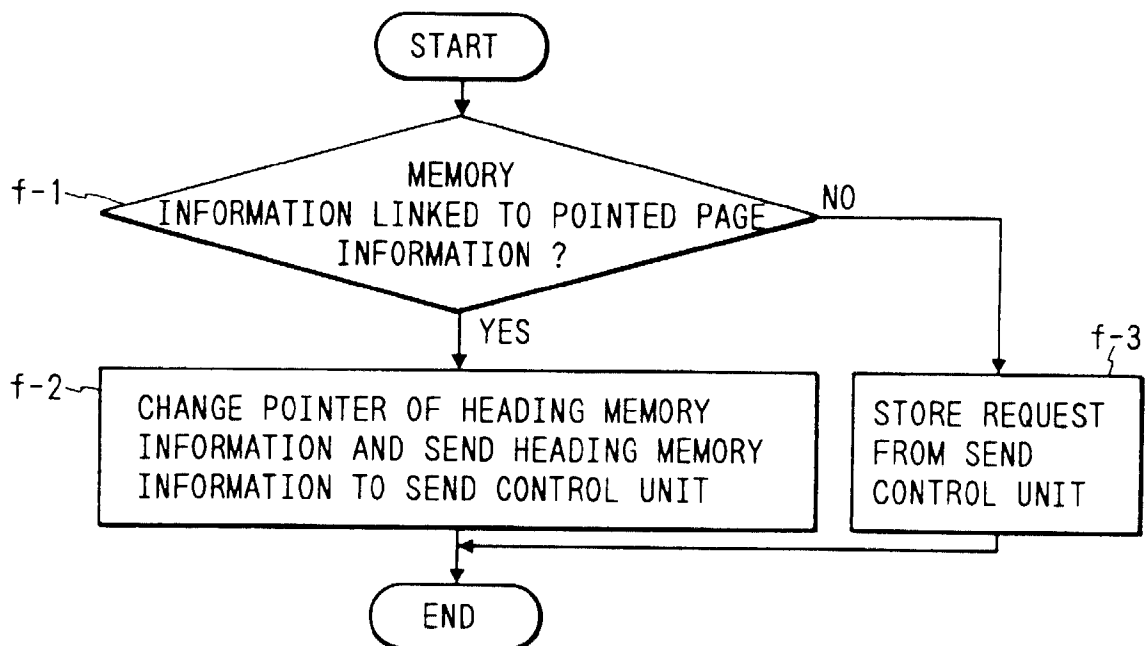 START
f-1
MEMORY
INFORMATION LINKED TO POINTED PAGE
INFORMATION ?
NO
YES
f-2
CHANGE POINTER OF HEADING MEMORY
INFORMATION AND SEND HEADING MEMORY
INFORMATION TO SEND CONTROL UNIT
f-3
STORE REQUEST
FROM SEND
CONTROL UNIT
END